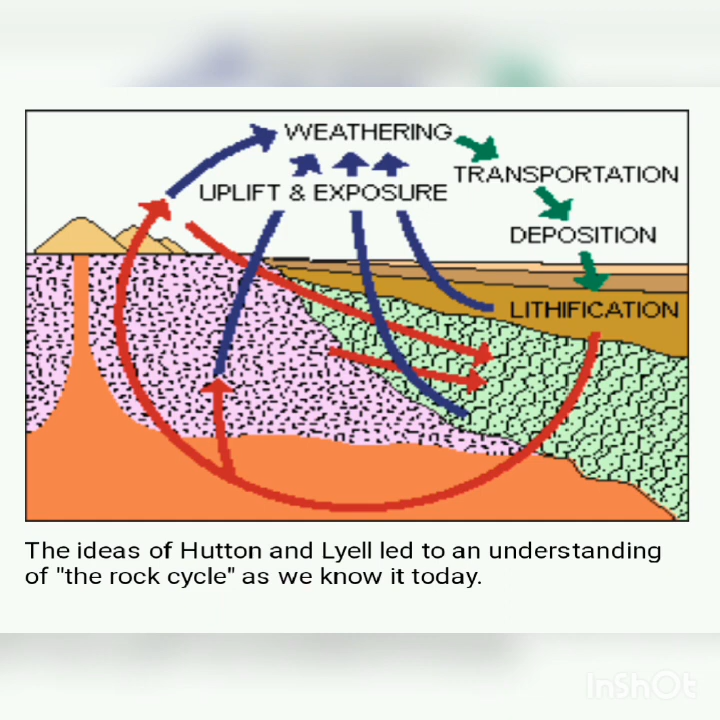 WEATHERING
TRANSPORTATION
UPLIFT & EXPOSURE
DEPOSITION
LITHIFICATION
The ideas of Hutton and Lyell led to an understanding
of "the rock cycle" as we know it today.
InShOt